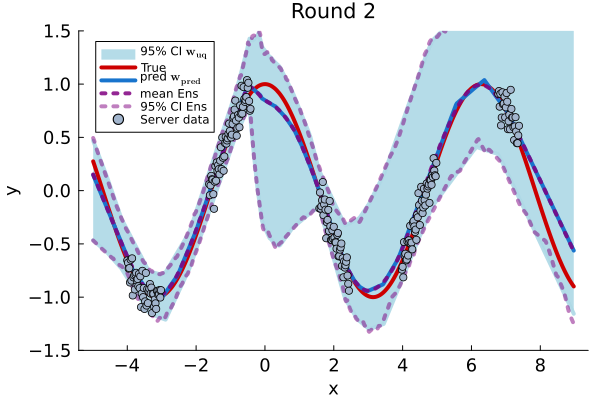 Round 2
1.5
1.0
0.5
0.0
−0.5
−1.0
−1.5
y
95% CI w_uq
True
pred w_pred
mean Ens
95% CI Ens
Server data
−4 −2 0 2 4 6 8
x